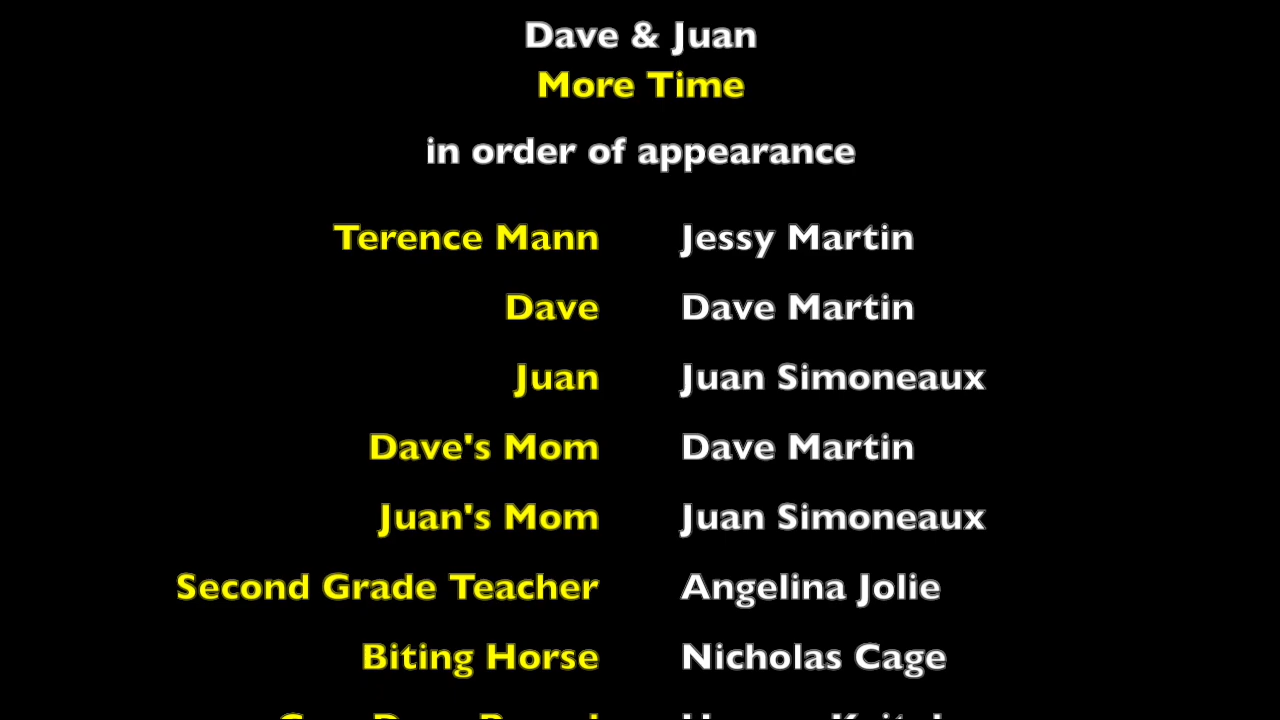 Dave & Juan
More Time
in order of appearance
Terence Mann Jessy Martin
Dave Dave Martin
Juan Juan Simoneaux
Dave's Mom Dave Martin
Juan's Mom Juan Simoneaux
Second Grade Teacher Angelina Jolie
Biting Horse Nicholas Cage